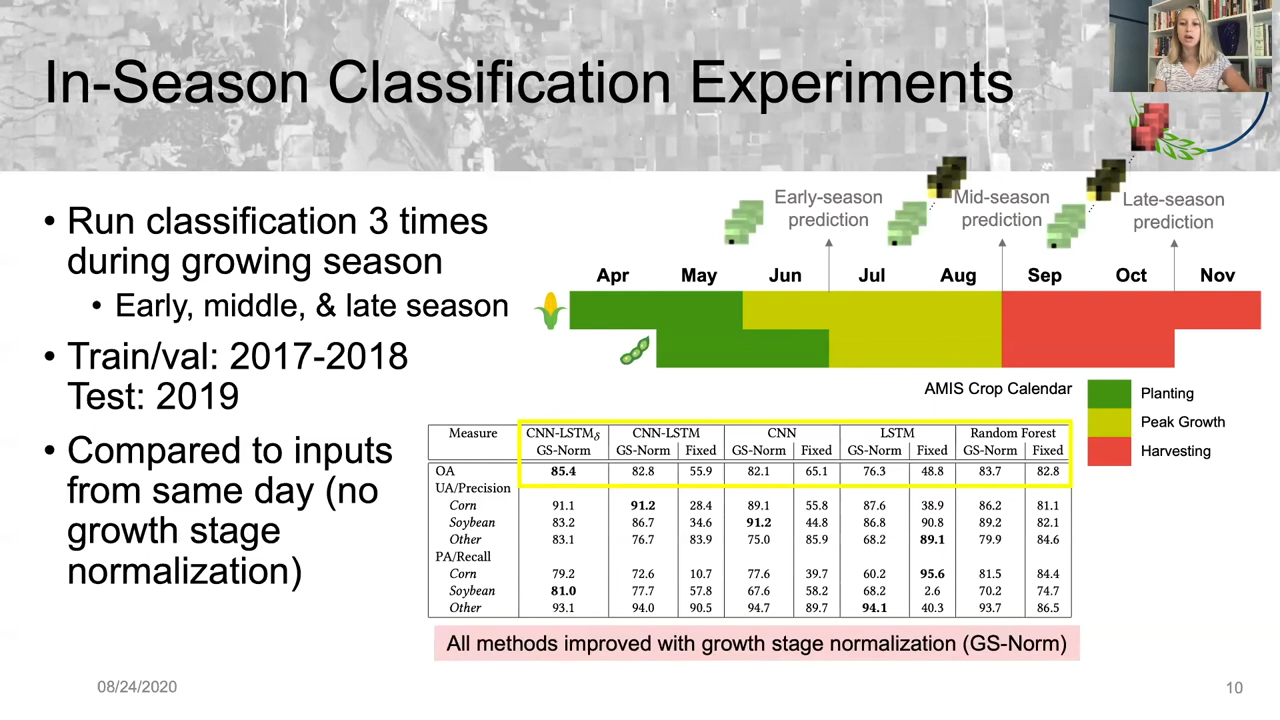 In-Season Classification Experiments
• Run classification 3 times
during growing season
• Early, middle, & late season
• Train/val: 2017-2018
Test: 2019
• Compared to inputs
from same day (no
growth stage
normalization)
Early-season
prediction
Mid-season
prediction
Late-season
prediction
Apr May Jun Jul Aug Sep Oct Nov
AMIS Crop Calendar
Planting
Peak Growth
Harvesting
Measure CNN-LSTMδ CNN-LSTM CNN LSTM Random Forest
GS-Norm GS-Norm Fixed GS-Norm Fixed GS-Norm Fixed GS-Norm Fixed
OA 85.4 82.8 55.9 82.1 65.1 76.3 48.8 83.7 82.8
UA/Precision
Corn 91.1 91.2 28.4 89.1 55.8 87.6 38.9 86.2 81.1
Soybean 83.2 86.7 34.6 91.2 44.8 86.8 90.8 89.2 82.1
Other 83.1 76.7 83.9 75.0 85.9 68.2 89.1 79.9 84.6
PA/Recall
Corn 79.2 72.6 10.7 77.6 39.7 60.2 95.6 81.5 84.4
Soybean 81.0 77.7 57.8 67.6 58.2 68.2 2.6 70.2 74.7
Other 93.1 94.0 90.5 94.7 89.7 94.1 40.3 93.7 86.5
All methods improved with growth stage normalization (GS-Norm)
08/24/2020
10